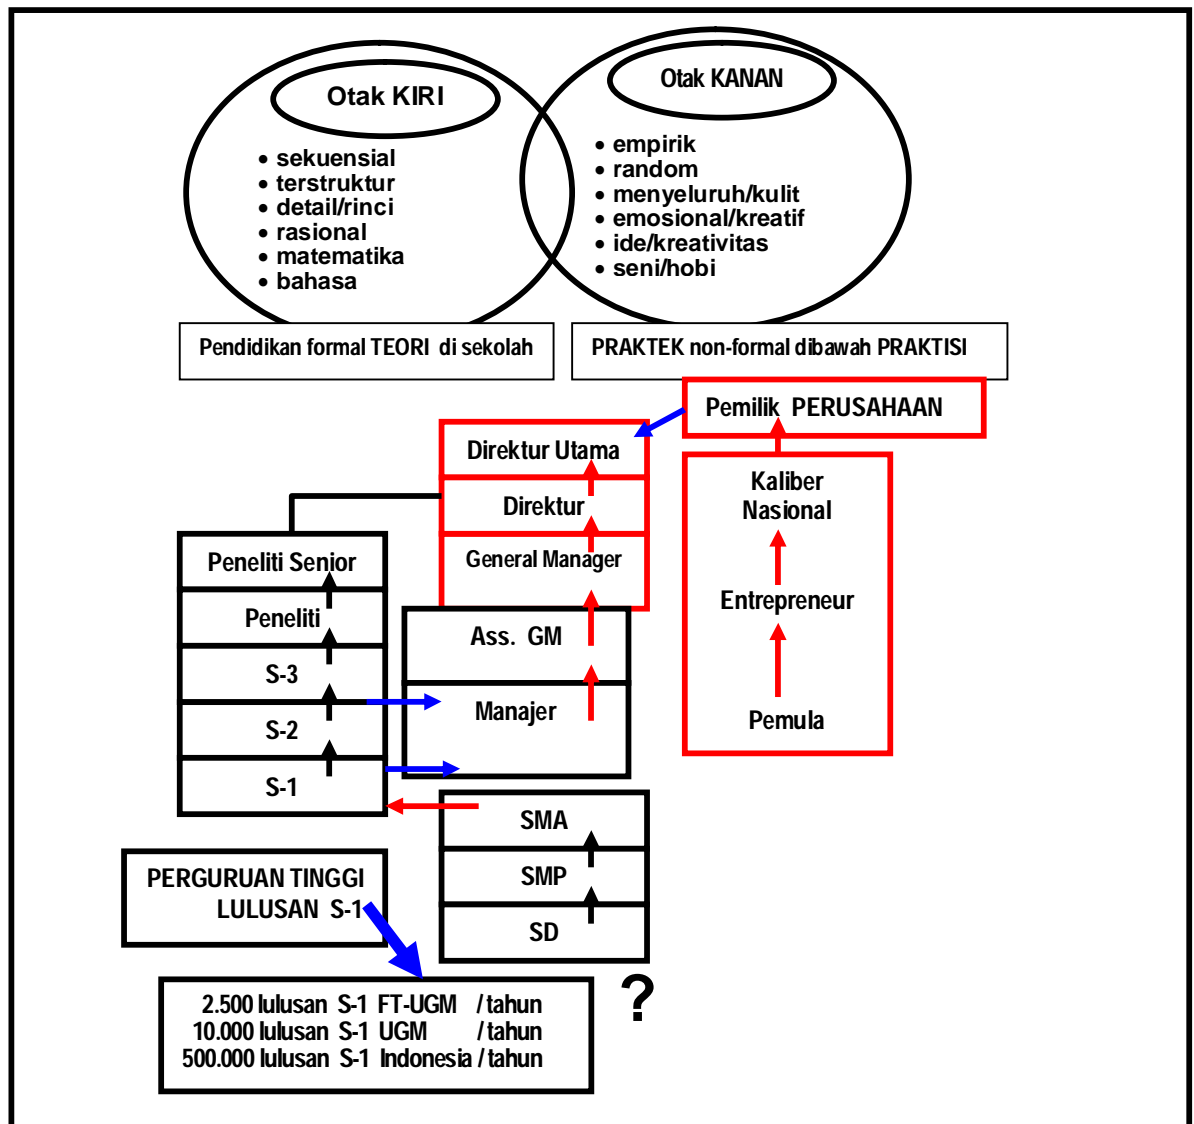 Otak KIRI
• sekuensial
• terstruktur
• detail/rinci
• rasional
• matematika
• bahasa
Otak KANAN
• empirik
• random
• menyeluruh/kulit
• emosional/kreatif
• ide/kreativitas
• seni/hobi
Pendidikan formal TEORI di sekolah
PRAKTEK non-formal dibawah PRAKTISI
Pemilik PERUSAHAAN
Direktur Utama
Direktur
General Manager
Ass. GM
Manajer
Kaliber
Nasional
Entrepreneur
Pemula
Peneliti Senior
Peneliti
S-3
S-2
S-1
SMA
SMP
SD
PERGURUAN TINGGI
LULUSAN S-1
2.500 lulusan S-1 FT-UGM / tahun
10.000 lulusan S-1 UGM / tahun
500.000 lulusan S-1 Indonesia / tahun
?